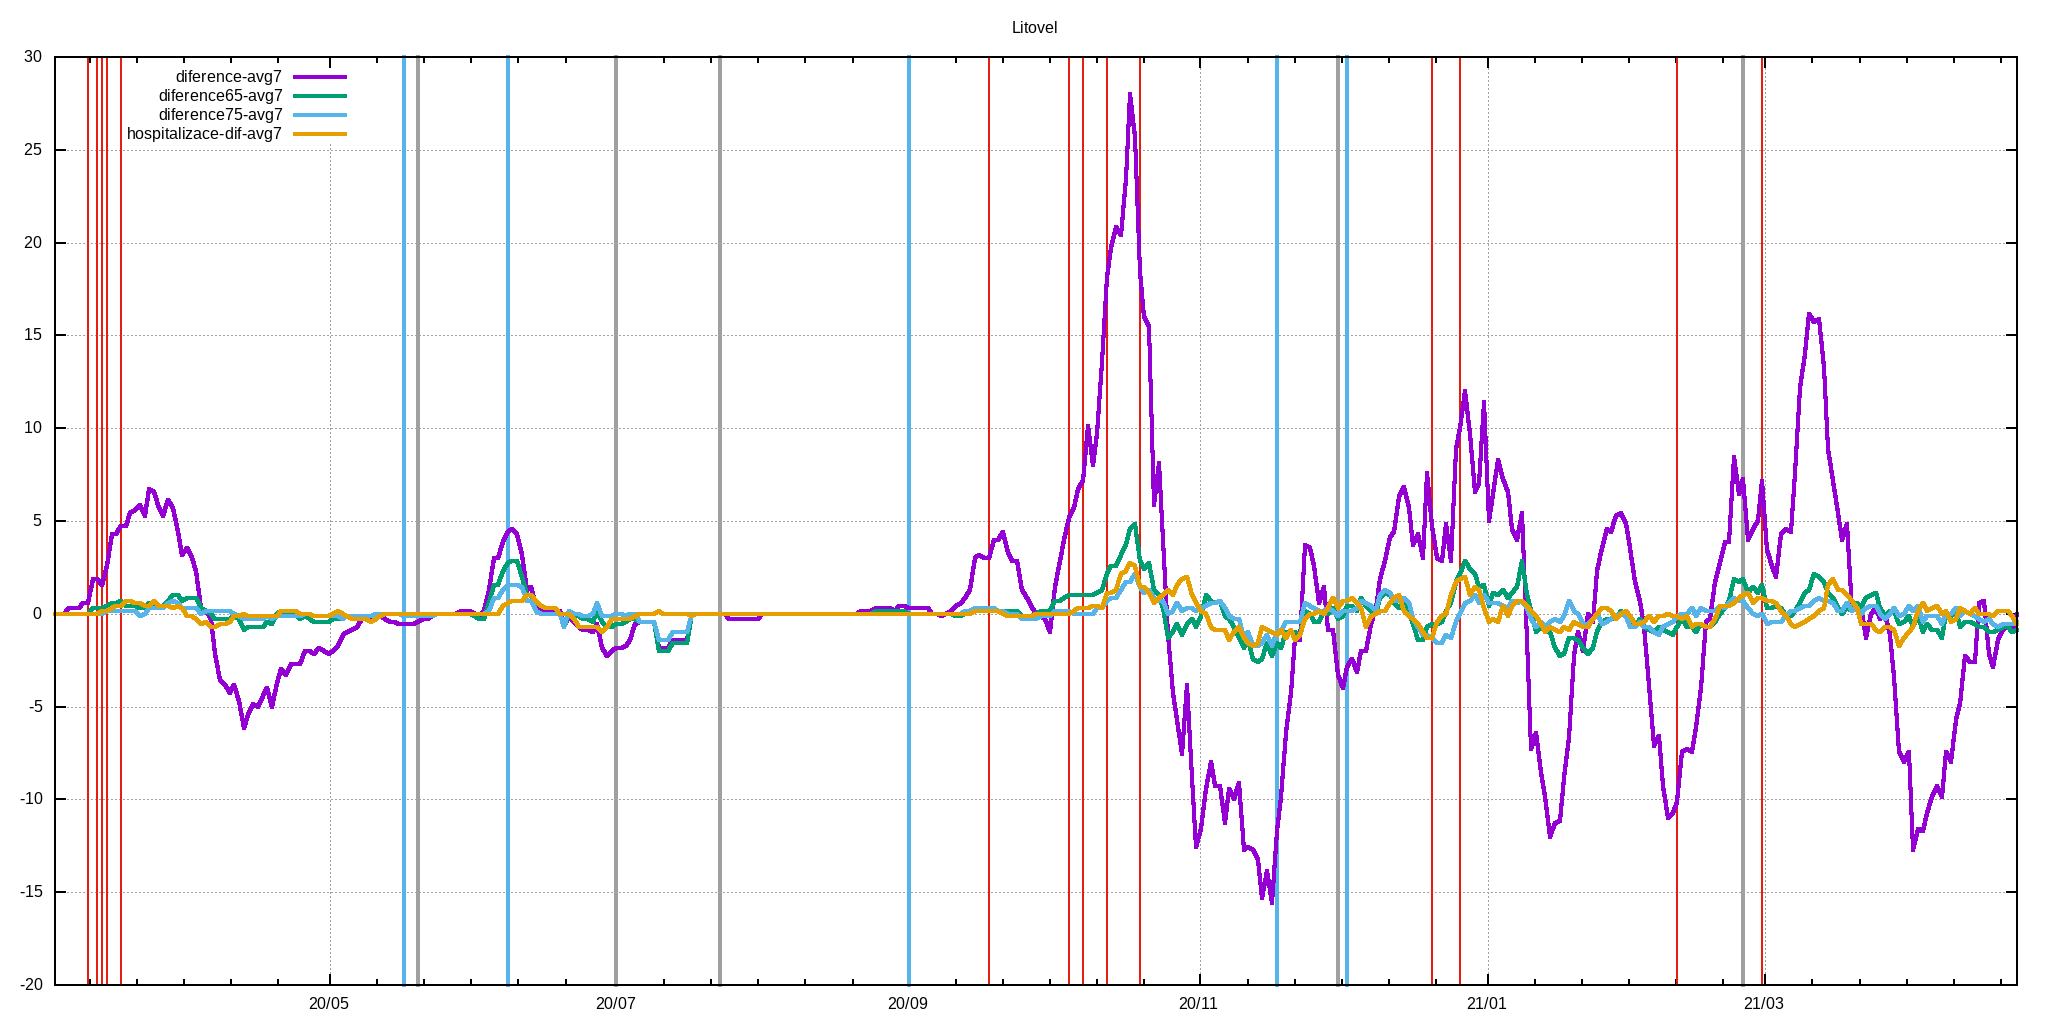 Litovel
30
diference-avg7
diference65-avg7
diference75-avg7
hospitalizace-dif-avg7
25
20
15
10
5
0
-5
-10
-15
-20
20/05 20/07 20/09 20/11 21/01 21/03